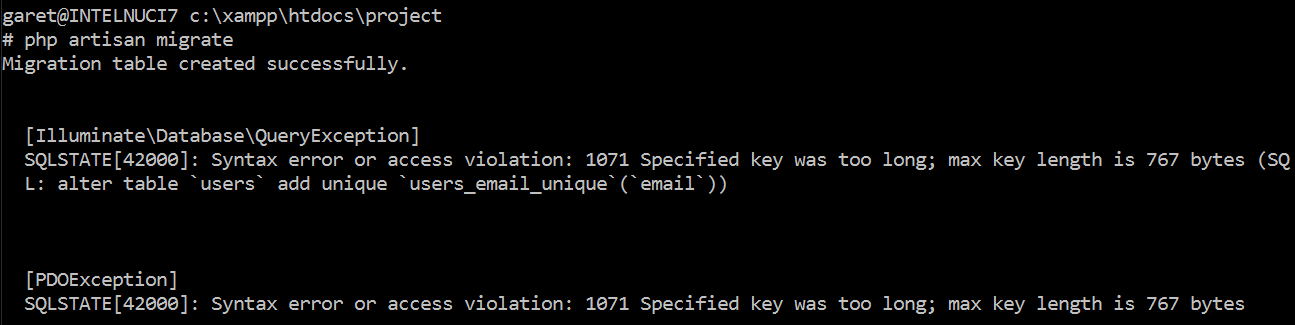 garet@INTELNUCI7 c:\xampp\htdocs\project
# php artisan migrate
Migration table created successfully.
[Illuminate\Database\QueryException]
SQLSTATE[42000]: Syntax error or access violation: 1071 Specified key was too long; max key length is 767 bytes (SQ
L: alter table `users` add unique `users_email_unique`(`email`))
[PDOException]
SQLSTATE[42000]: Syntax error or access violation: 1071 Specified key was too long; max key length is 767 bytes